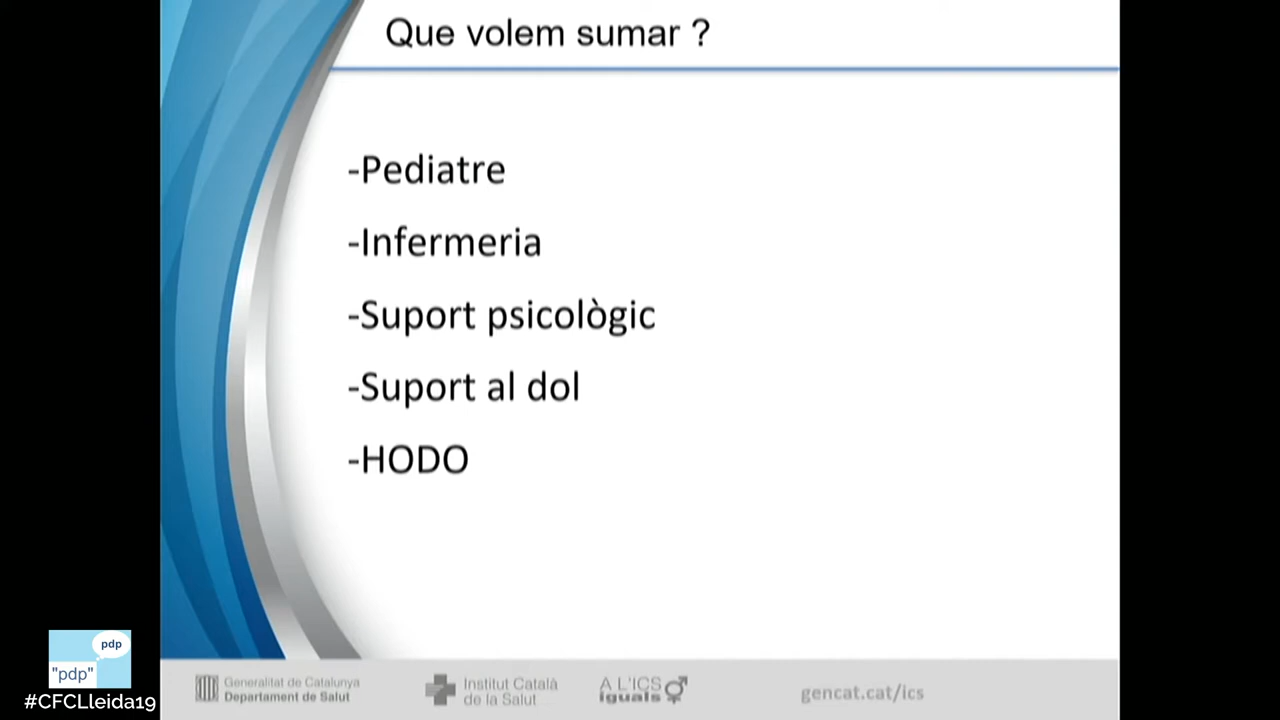 Que volem sumar ?
-Pediatre
-Infermeria
-Suport psicològic
-Suport al dol
-HODO
pdp
"pdp"
#CFCLleida19
Generalitat de Catalunya
Departament de Salut
Institut Català
de la Salut
A L'ICS
iguals
gencat.cat/ics